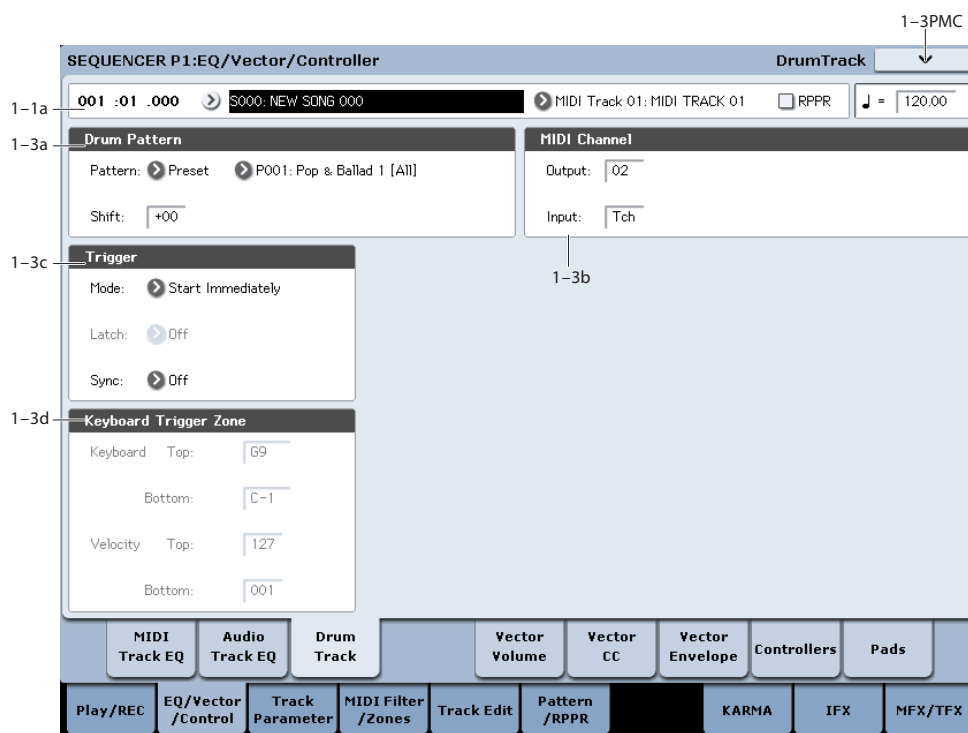 1–3PMC
SEQUENCER P1:EQ/Vector/Controller DrumTrack
1–1a 001 :01 .000 S000: NEW SONG 000 MIDI Track 01: MIDI TRACK 01 RPPR ♩ = 120.00
1–3a Drum Pattern MIDI Channel
Pattern: Preset P001: Pop & Ballad 1 [All] Output: 02
Shift: +00 Input: Tch
1–3b
1–3c Trigger
Mode: Start Immediately
Latch: Off
Sync: Off
1–3d Keyboard Trigger Zone
Keyboard Top: G9
Bottom: C-1
Velocity Top: 127
Bottom: 001
MIDI Track EQ Audio Track EQ Drum Track Vector Volume Vector CC Vector Envelope Controllers Pads
Play/REC EQ/Vector /Control Track Parameter MIDI Filter /Zones Track Edit Pattern /RPPR KARMA IFX MFX/TFX